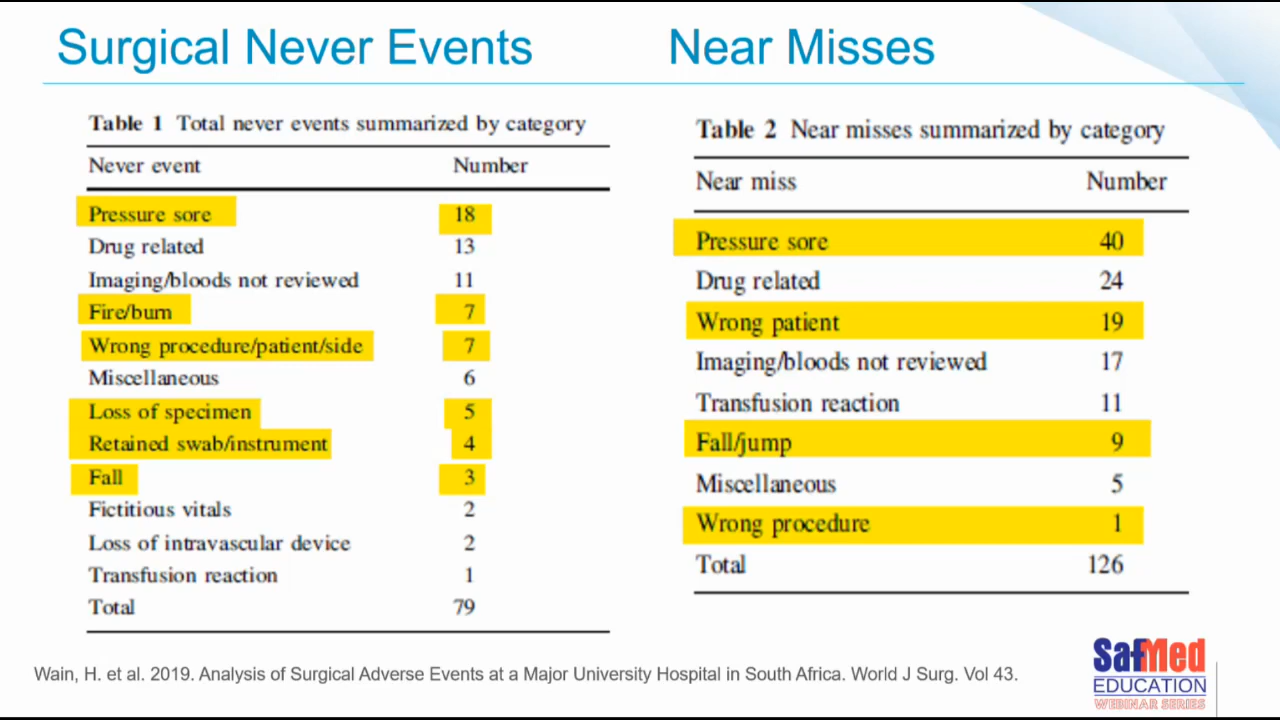 Surgical Never Events
Near Misses
Table 1 Total never events summarized by category
Never event Number
Pressure sore 18
Drug related 13
Imaging/bloods not reviewed 11
Fire/burn 7
Wrong procedure/patient/side 7
Miscellaneous 6
Loss of specimen 5
Retained swab/instrument 4
Fall 3
Fictitious vitals 2
Loss of intravascular device 2
Transfusion reaction 1
Total 79
Table 2 Near misses summarized by category
Near miss Number
Pressure sore 40
Drug related 24
Wrong patient 19
Imaging/bloods not reviewed 17
Transfusion reaction 11
Fall/jump 9
Miscellaneous 5
Wrong procedure 1
Total 126
Wain, H. et al. 2019. Analysis of Surgical Adverse Events at a Major University Hospital in South Africa. World J Surg. Vol 43.
SafMed
EDUCATION
WEBINAR SERIES